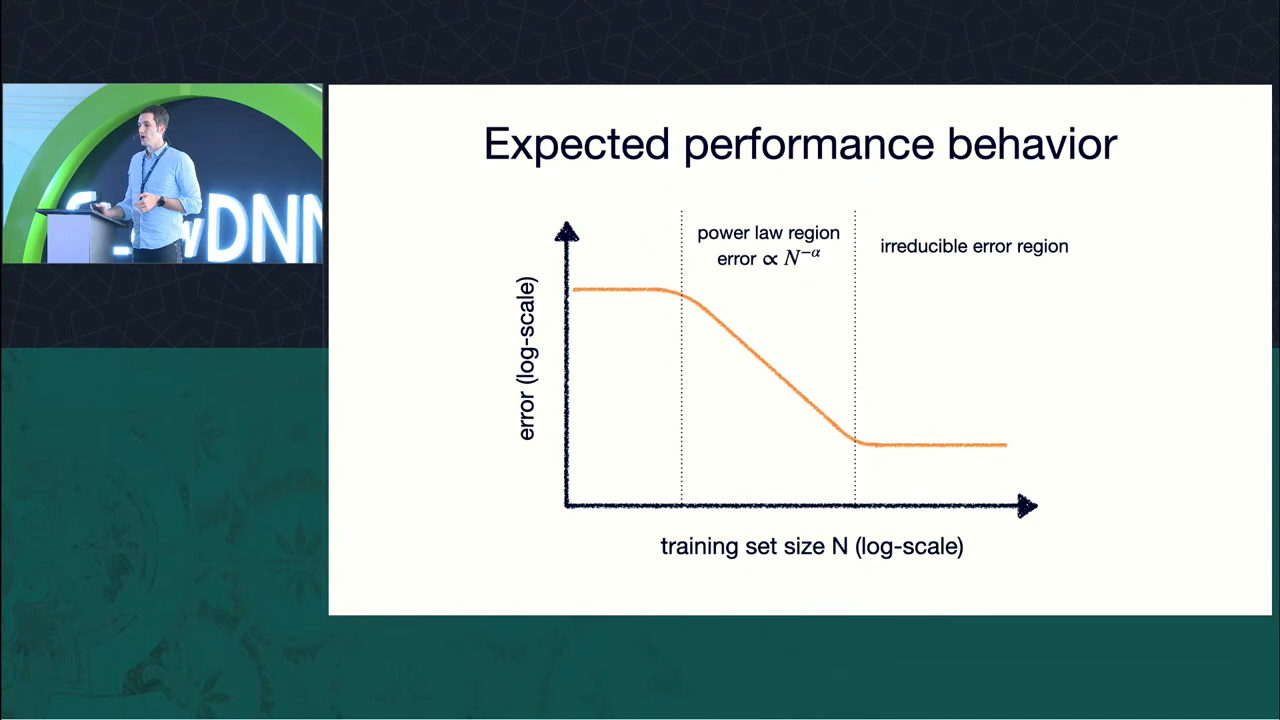 Expected performance behavior
power law region
error ∝ N^{-α}
irreducible error region
error (log-scale)
training set size N (log-scale)